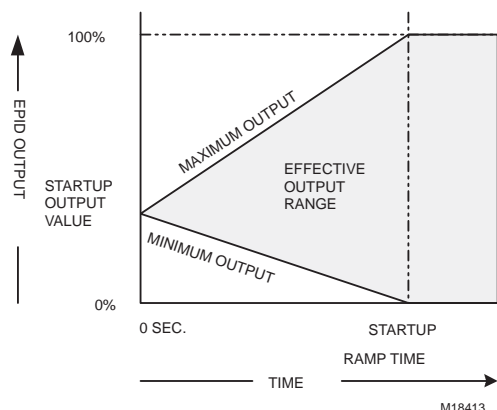 100%
EPID OUTPUT
MAXIMUM OUTPUT
EFFECTIVE
OUTPUT
RANGE
STARTUP
OUTPUT
VALUE
MINIMUM OUTPUT
0%
0 SEC.
STARTUP
RAMP TIME
TIME
M18413